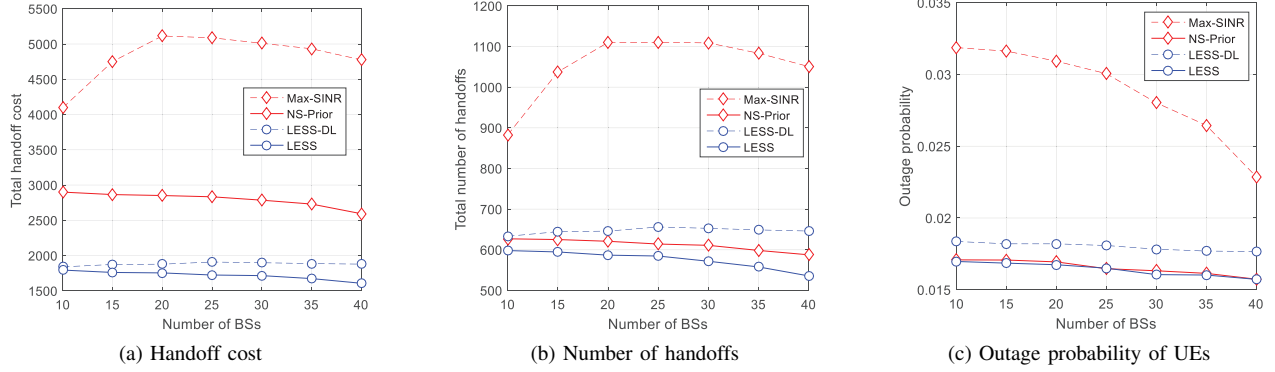 5500
5000
4500
4000
3500
3000
2500
2000
1500
Total handoff cost
10 15 20 25 30 35 40
Number of BSs
Max-SINR
NS-Prior
LESS-DL
LESS
(a) Handoff cost
1200
1100
1000
900
800
700
600
500
Total number of handoffs
10 15 20 25 30 35 40
Number of BSs
Max-SINR
NS-Prior
LESS-DL
LESS
(b) Number of handoffs
0.035
0.03
0.025
0.02
0.015
Outage probability
10 15 20 25 30 35 40
Number of BSs
Max-SINR
NS-Prior
LESS-DL
LESS
(c) Outage probability of UEs